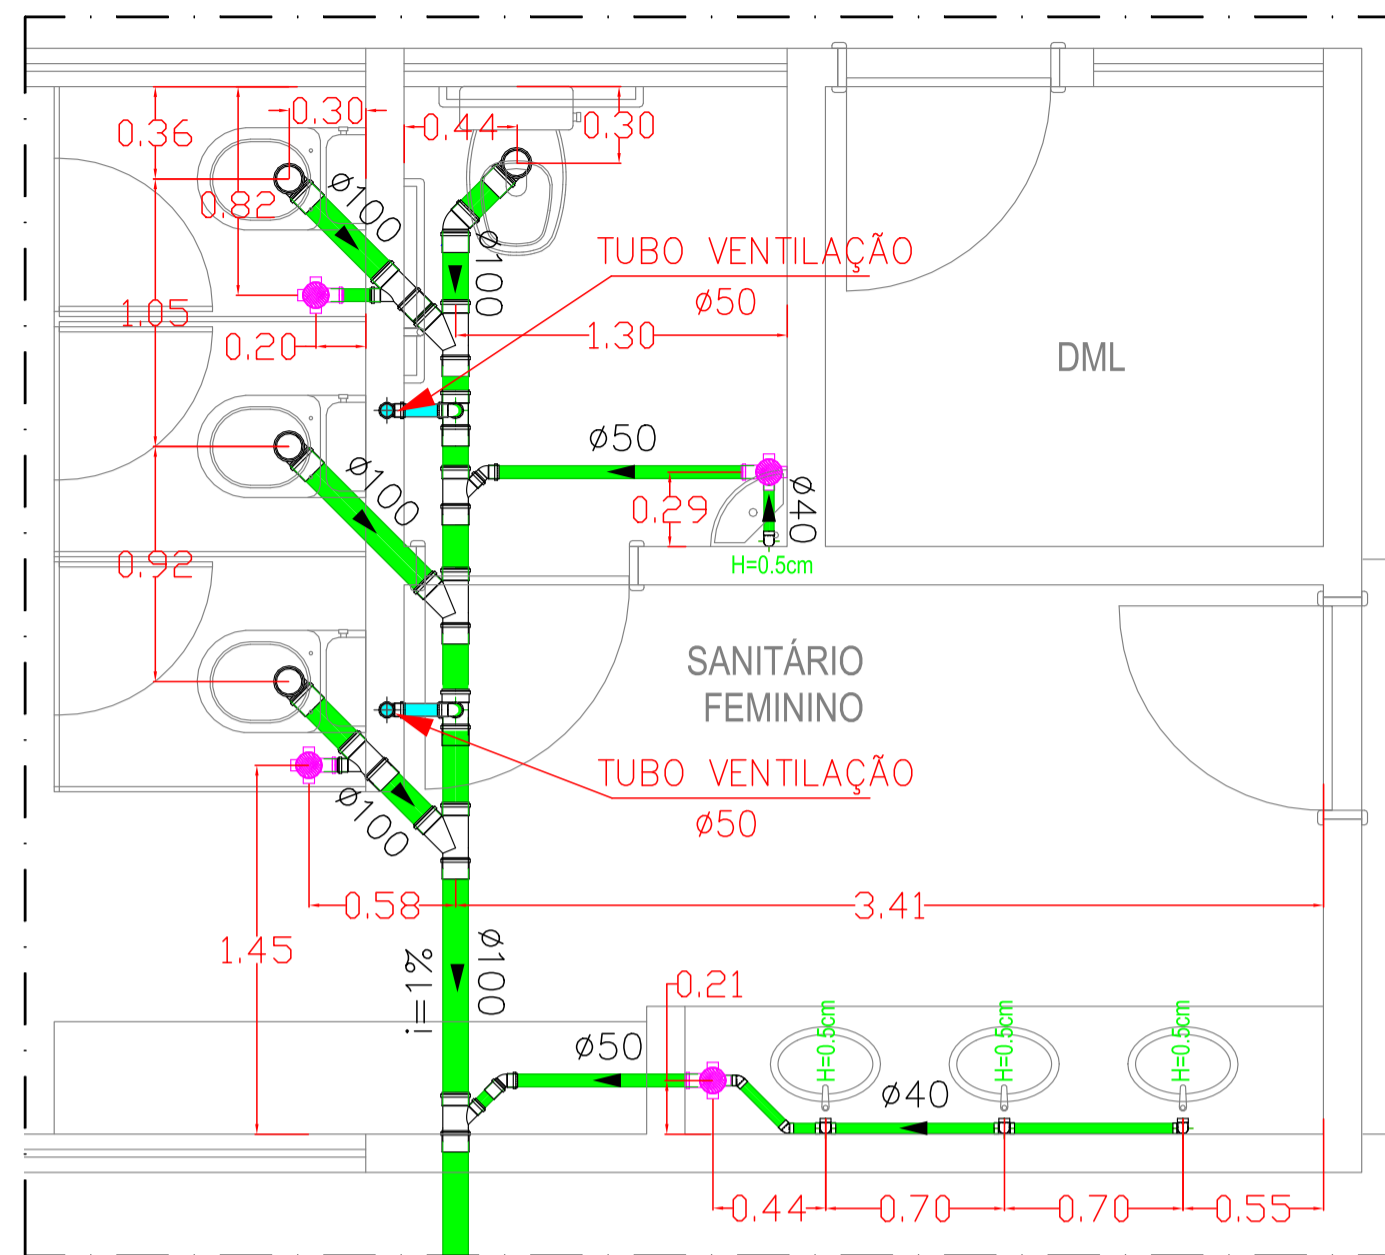 0.30
0.36
0.44
0.30
0.82
ø100
ø100
TUBO VENTILAÇÃO
ø50
1.05
0.20
1.30
DML
ø50
ø100
0.29
ø40
H=0.5cm
0.92
SANITÁRIO
FEMININO
TUBO VENTILAÇÃO
ø50
ø100
0.58
3.41
1.45
i=1%
ø100
0.21
ø50
H=0.5cm
H=0.5cm
H=0.5cm
ø40
0.44
0.70
0.70
0.55